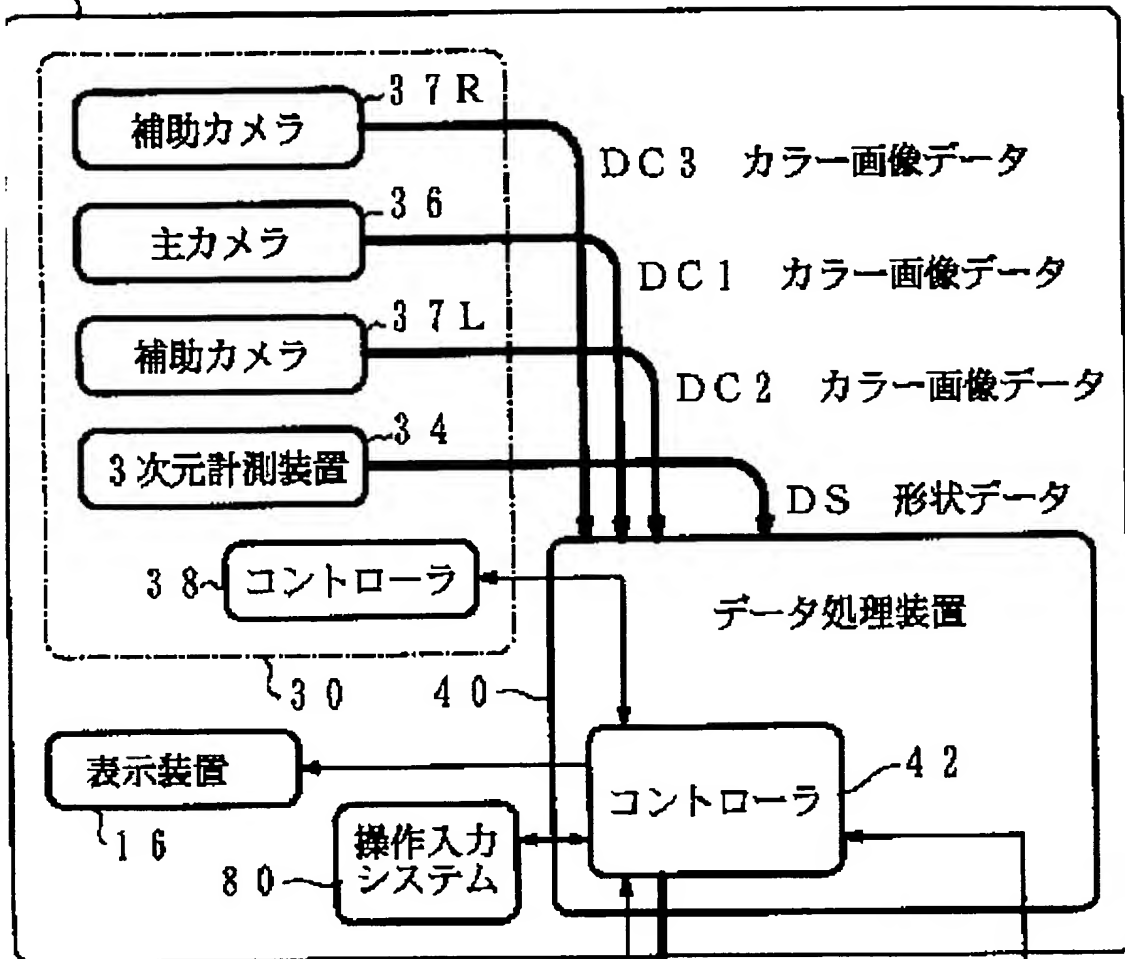 37R
補助カメラ
DC3 カラー画像データ
36
主カメラ
DC1 カラー画像データ
37L
補助カメラ
DC2 カラー画像データ
34
3次元計測装置
DS 形状データ
38
コントローラ
データ処理装置
30
40
表示装置
42
コントローラ
16
操作入力
システム
80